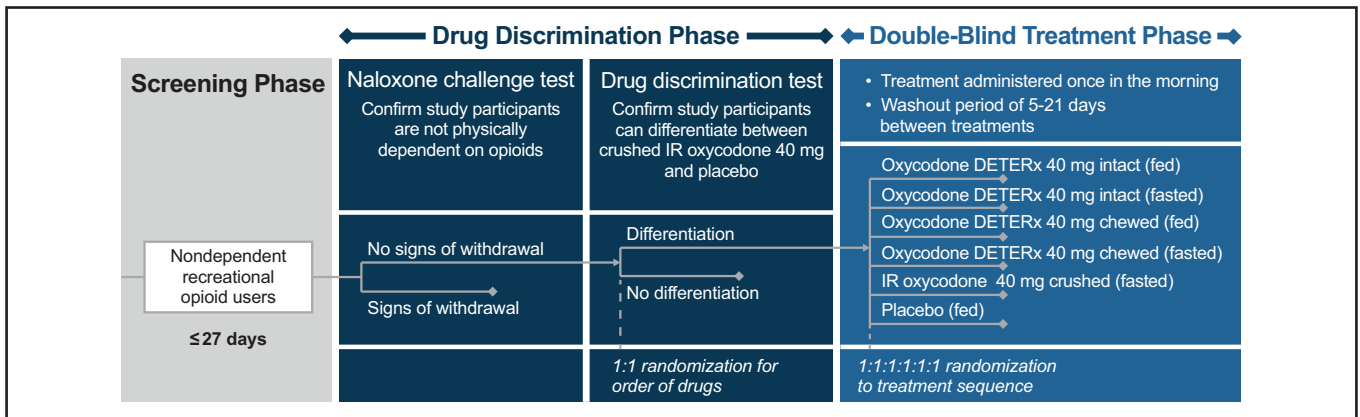 Drug Discrimination Phase
Double-Blind Treatment Phase
Screening Phase
Nondependent
recreational
opioid users
≤27 days
Naloxone challenge test
Confirm study participants
are not physically
dependent on opioids
No signs of withdrawal
Signs of withdrawal
Drug discrimination test
Confirm study participants
can differentiate between
crushed IR oxycodone 40 mg
and placebo
Differentiation
No differentiation
1:1 randomization for
order of drugs
• Treatment administered once in the morning
• Washout period of 5-21 days
between treatments
Oxycodone DETERx 40 mg intact (fed)
Oxycodone DETERx 40 mg intact (fasted)
Oxycodone DETERx 40 mg chewed (fed)
Oxycodone DETERx 40 mg chewed (fasted)
IR oxycodone 40 mg crushed (fasted)
Placebo (fed)
1:1:1:1:1:1 randomization
to treatment sequence